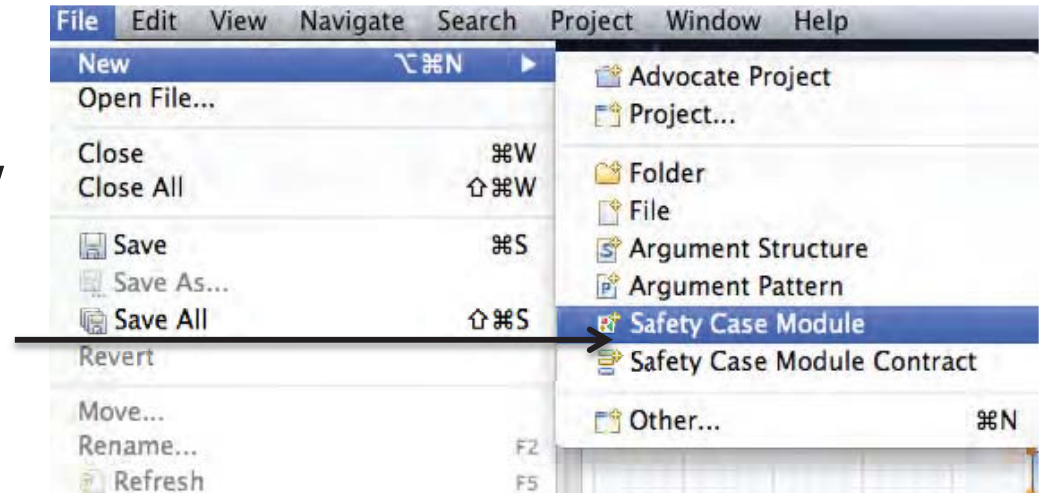 File Edit View Navigate Search Project Window Help
New ⌥⌘N ▶
Open File...
Close ⌘W
Close All ⇧⌘W
Save ⌘S
Save As...
Save All ⇧⌘S
Revert
Move...
Rename... F2
Refresh F5
Advocate Project
Project...
Folder
File
Argument Structure
Argument Pattern
Safety Case Module
Safety Case Module Contract
Other... ⌘N